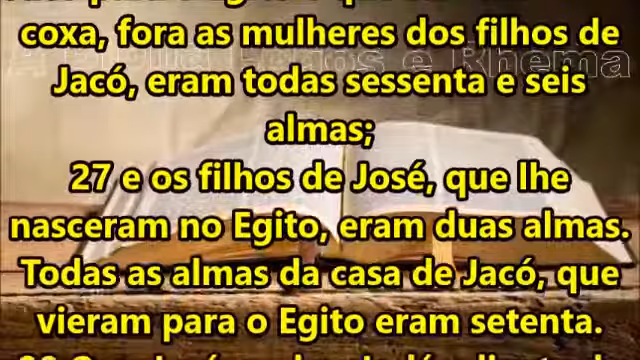 coxa, fora as mulheres dos filhos de
Jacó, eram todas sessenta e seis
almas;
27 e os filhos de José, que lhe
nasceram no Egito, eram duas almas.
Todas as almas da casa de Jacó, que
vieram para o Egito eram setenta.